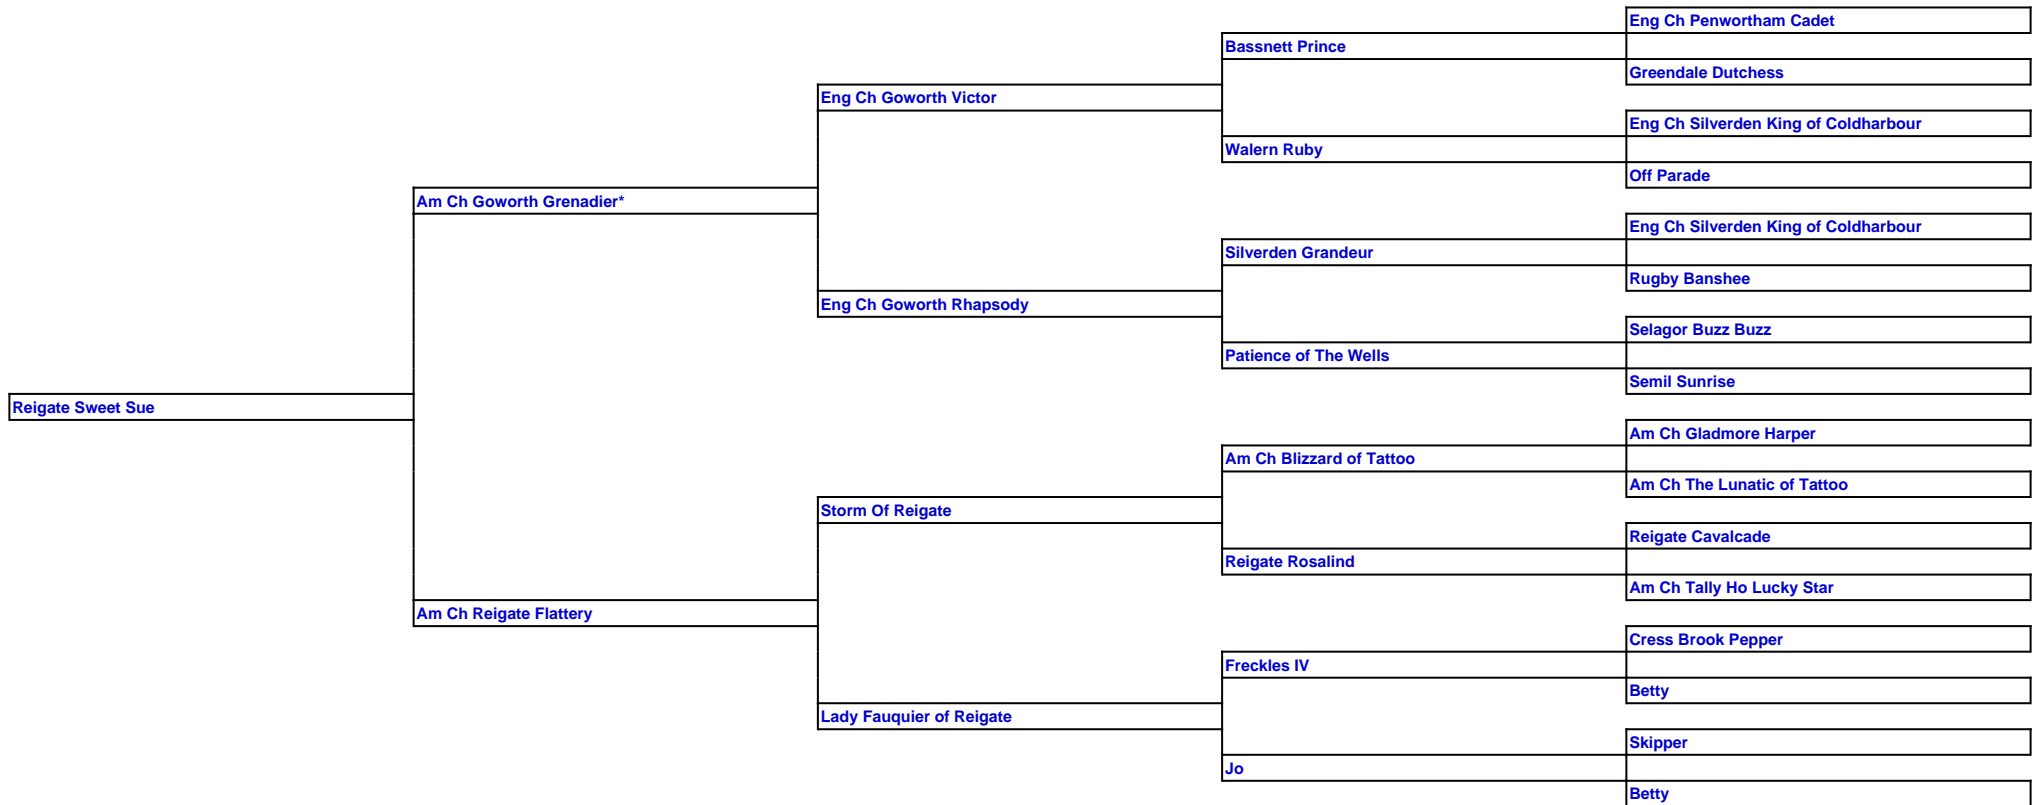 Eng Ch Penwortham Cadet
Bassnett Prince
Greendale Dutchess
Eng Ch Goworth Victor
Eng Ch Silverden King of Coldharbour
Walern Ruby
Off Parade
Am Ch Goworth Grenadier*
Eng Ch Silverden King of Coldharbour
Silverden Grandeur
Rugby Banshee
Eng Ch Goworth Rhapsody
Selagor Buzz Buzz
Patience of The Wells
Semil Sunrise
Reigate Sweet Sue
Am Ch Gladmore Harper
Am Ch Blizzard of Tattoo
Am Ch The Lunatic of Tattoo
Storm Of Reigate
Reigate Cavalcade
Reigate Rosalind
Am Ch Tally Ho Lucky Star
Am Ch Reigate Flattery
Cress Brook Pepper
Freckles IV
Betty
Lady Fauquier of Reigate
Skipper
Jo
Betty